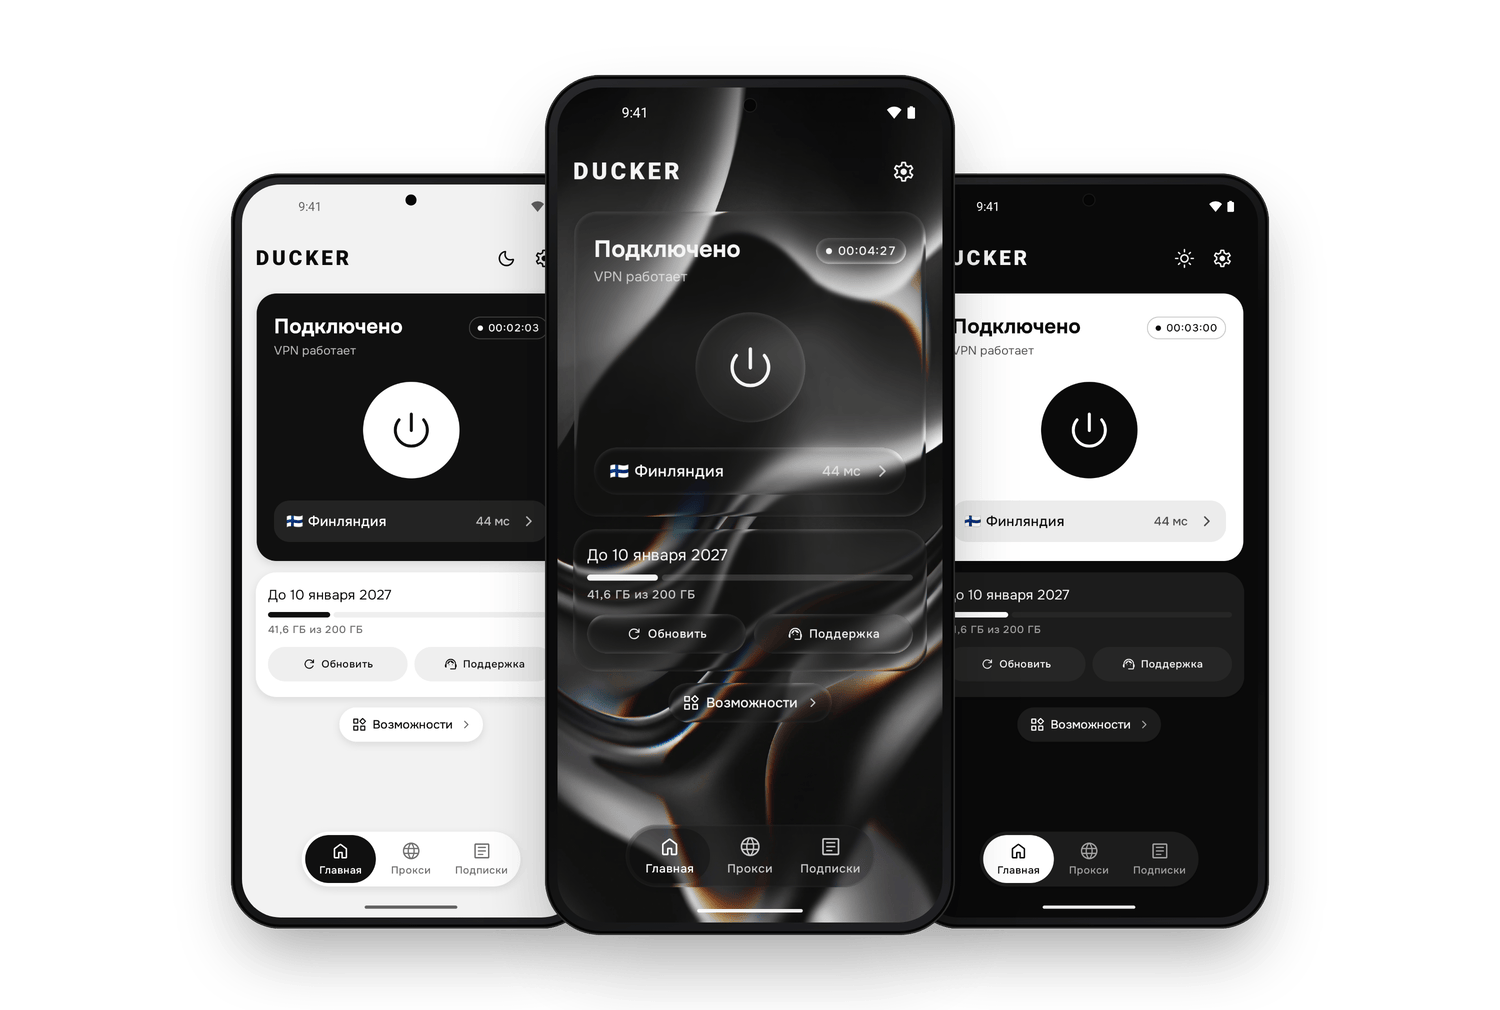 9:41
DUCKER
Подключено
00:02:03
VPN работает
Финляндия
44 мс
До 10 января 2027
41,6 ГБ из 200 ГБ
Обновить
Поддержка
Возможности
Главная
Прокси
Подписки
9:41
DUCKER
Подключено
00:04:27
VPN работает
Финляндия
44 мс
До 10 января 2027
41,6 ГБ из 200 ГБ
Обновить
Поддержка
Возможности
Главная
Прокси
Подписки
9:41
UCKER
Подключено
00:03:00
VPN работает
Финляндия
44 мс
о 10 января 2027
1,6 ГБ из 200 ГБ
Обновить
Поддержка
Возможности
Главная
Прокси
Подписки